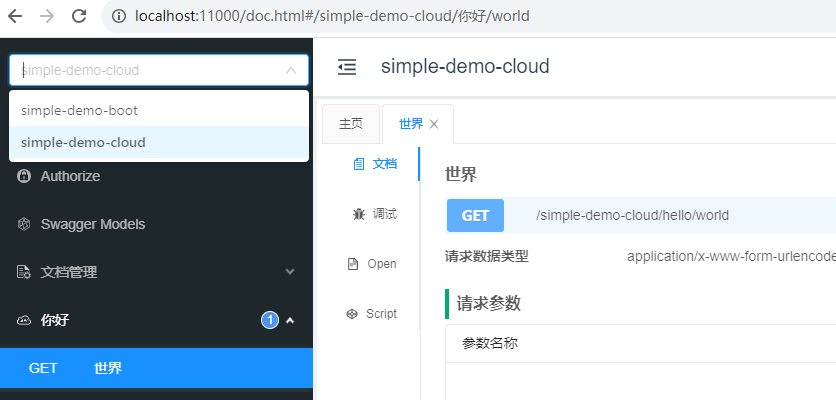 localhost:11000/doc.html#/simple-demo-cloud/你好/world
simple-demo-cloud
simple-demo-boot
simple-demo-cloud
Authorize
Swagger Models
文档管理
你好 1
GET 世界
simple-demo-cloud
主页 世界
文档
调试
Open
Script
世界
GET /simple-demo-cloud/hello/world
请求数据类型 application/x-www-form-urlencode
请求参数
参数名称